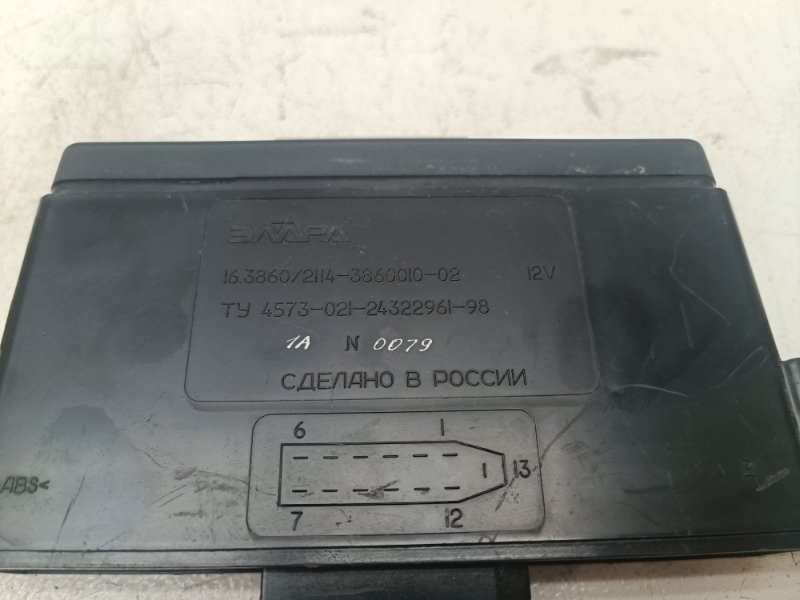 ЭЛАРА
16.3860/2114-3860010-02 12V
ТУ 4573-021-24322961-98
1А N 0079
СДЕЛАНО В РОССИИ
6 1
1 13
7 12
ABS<